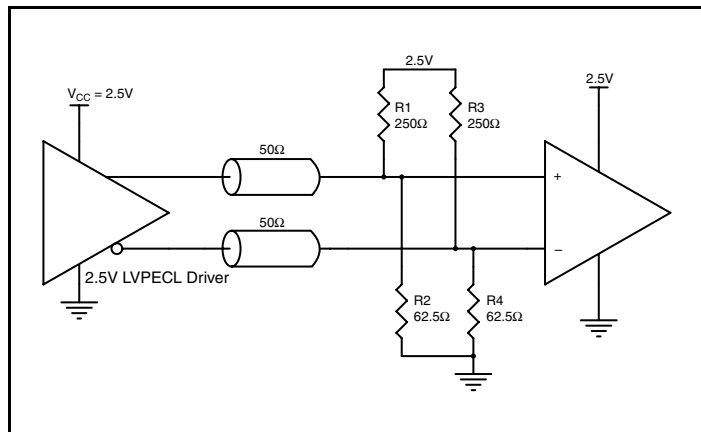 2.5V
2.5V
V_CC = 2.5V
R1
250Ω
R3
250Ω
50Ω
+
50Ω
–
2.5V LVPECL Driver
R2
62.5Ω
R4
62.5Ω